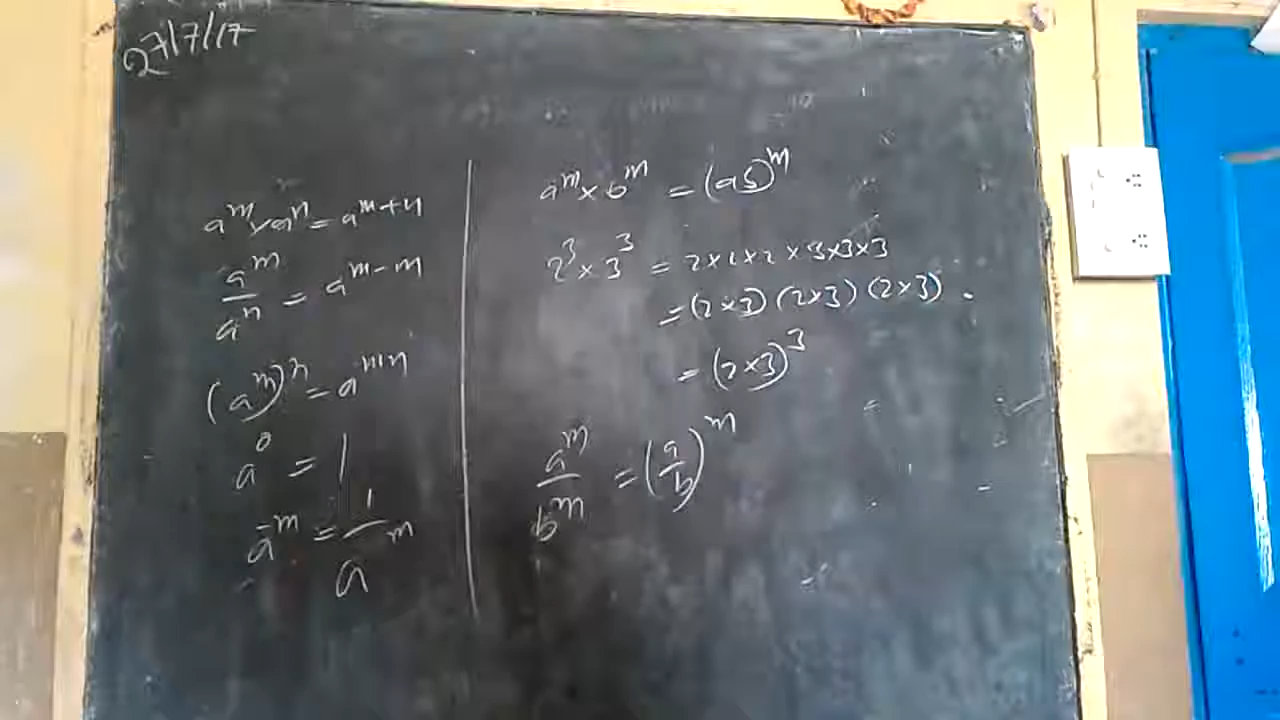 27/7/17
a^m × a^n = a^m+n
a^m / a^n = a^m-m
(a^m)^n = a^mn
a^0 = 1
a^-m = 1 / a^m
a^m × b^m = (ab)^m
2^3 × 3^3 = 2×2×2×3×3×3
= (2×3) (2×3) (2×3).
= (2×3)^3
a^m / b^m = (a/b)^m